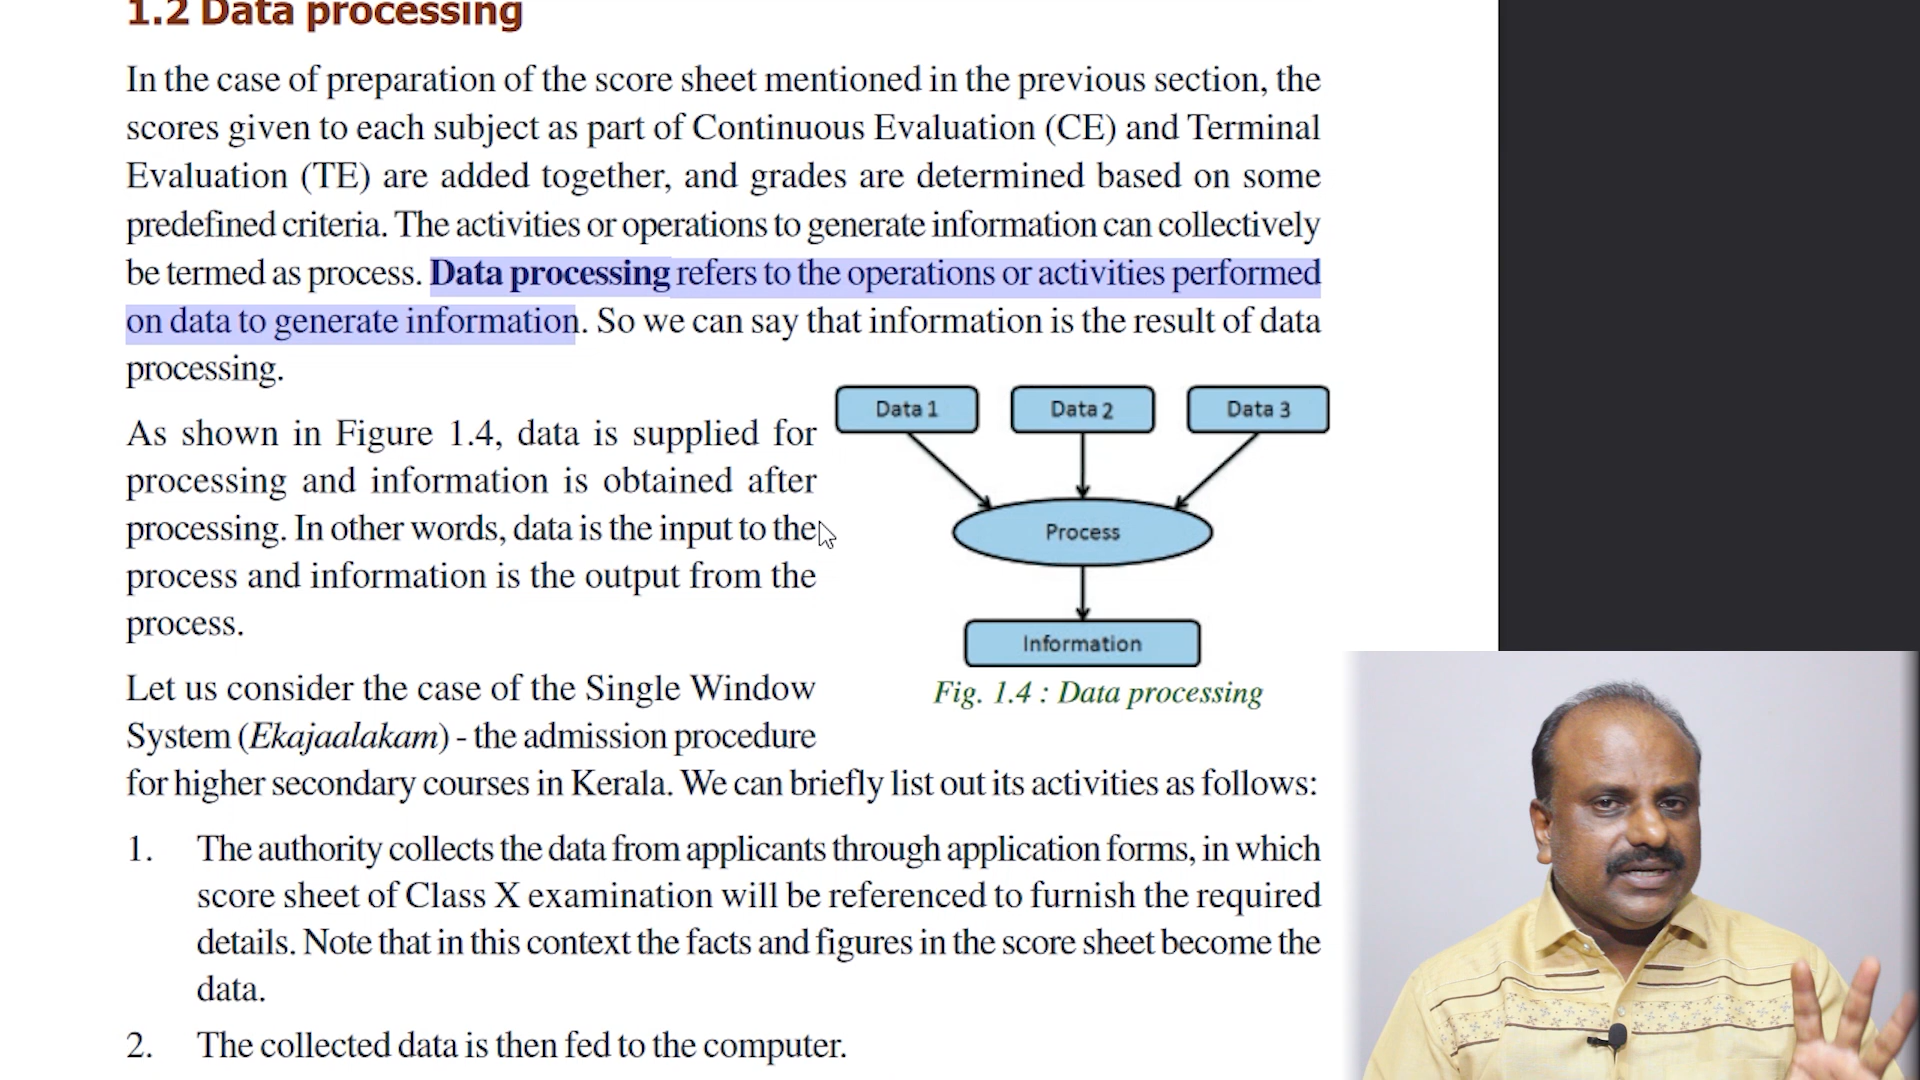 1.2 Data processing
In the case of preparation of the score sheet mentioned in the previous section, the
scores given to each subject as part of Continuous Evaluation (CE) and Terminal
Evaluation (TE) are added together, and grades are determined based on some
predefined criteria. The activities or operations to generate information can collectively
be termed as process. Data processing refers to the operations or activities performed
on data to generate information. So we can say that information is the result of data
processing.
As shown in Figure 1.4, data is supplied for
processing and information is obtained after
processing. In other words, data is the input to the
process and information is the output from the
process.
Data 1
Data 2
Data 3
Process
Information
Fig. 1.4 : Data processing
Let us consider the case of the Single Window
System (Ekajaalakam) - the admission procedure
for higher secondary courses in Kerala. We can briefly list out its activities as follows:
1. The authority collects the data from applicants through application forms, in which
score sheet of Class X examination will be referenced to furnish the required
details. Note that in this context the facts and figures in the score sheet become the
data.
2. The collected data is then fed to the computer.